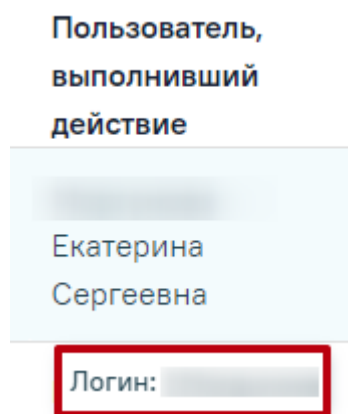 Пользователь,
выполнивший
действие
Екатерина
Сергеевна
Логин: